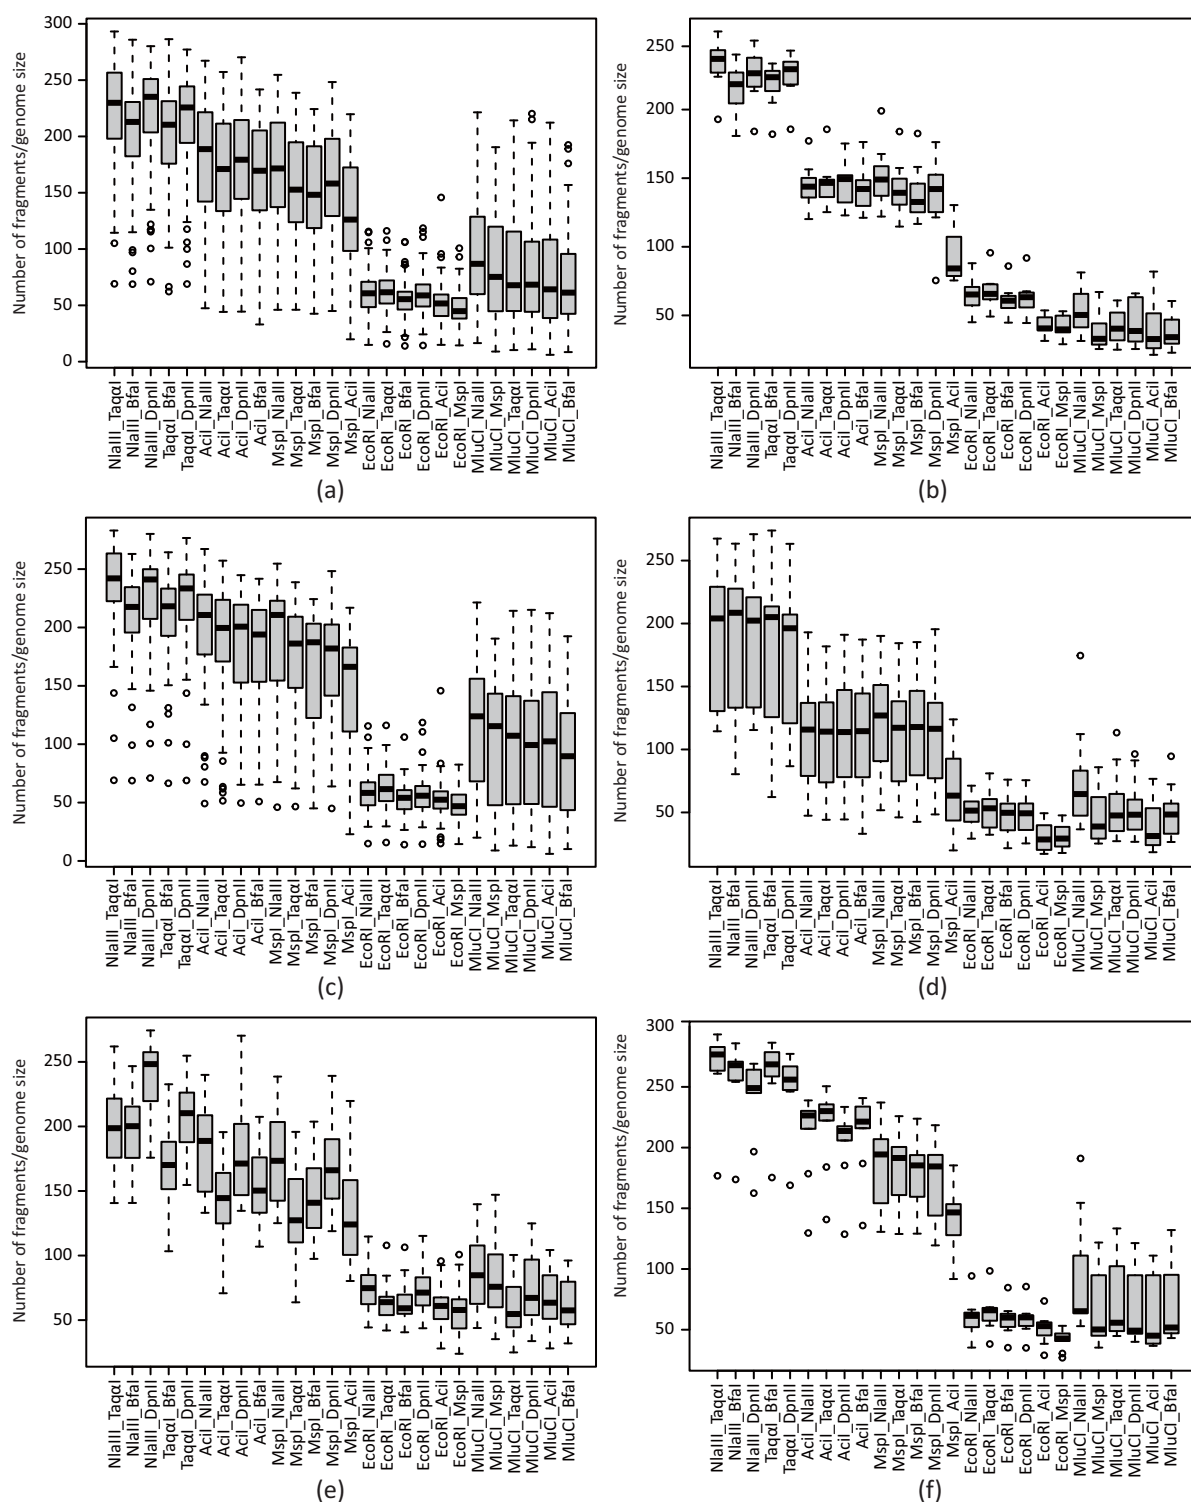 Number of fragments/genome size
300
250
200
150
100
50
0
NlaIII_TaqαI
NlaIII_BfaI
NlaIII_DpnII
TaqαI_BfaI
TaqαI_DpnII
AciI_NlaIII
AciI_TaqαI
AciI_DpnII
AciI_BfaI
MspI_NlaIII
MspI_TaqαI
MspI_BfaI
MspI_DpnII
MspI_AciI
EcoRI_NlaIII
EcoRI_TaqαI
EcoRI_BfaI
EcoRI_DpnII
EcoRI_AciI
EcoRI_MspI
MluCI_NlaIII
MluCI_MspI
MluCI_TaqαI
MluCI_DpnII
MluCI_AciI
MluCI_BfaI
(a)
Number of fragments/genome size
250
200
150
100
50
NlaIII_TaqαI
NlaIII_BfaI
NlaIII_DpnII
TaqαI_BfaI
TaqαI_DpnII
AciI_NlaIII
AciI_TaqαI
AciI_DpnII
AciI_BfaI
MspI_NlaIII
MspI_TaqαI
MspI_BfaI
MspI_DpnII
MspI_AciI
EcoRI_NlaIII
EcoRI_TaqαI
EcoRI_BfaI
EcoRI_DpnII
EcoRI_AciI
EcoRI_MspI
MluCI_NlaIII
MluCI_MspI
MluCI_TaqαI
MluCI_DpnII
MluCI_AciI
MluCI_BfaI
(b)
Number of fragments/genome size
250
200
150
100
50
0
NlaIII_TaqαI
NlaIII_BfaI
NlaIII_DpnII
TaqαI_BfaI
TaqαI_DpnII
AciI_NlaIII
AciI_TaqαI
AciI_DpnII
AciI_BfaI
MspI_NlaIII
MspI_TaqαI
MspI_BfaI
MspI_DpnII
MspI_AciI
EcoRI_NlaIII
EcoRI_TaqαI
EcoRI_BfaI
EcoRI_DpnII
EcoRI_AciI
EcoRI_MspI
MluCI_NlaIII
MluCI_MspI
MluCI_TaqαI
MluCI_DpnII
MluCI_AciI
MluCI_BfaI
(c)
Number of fragments/genome size
250
200
150
100
50
NlaIII_TaqαI
NlaIII_BfaI
NlaIII_DpnII
TaqαI_BfaI
TaqαI_DpnII
AciI_NlaIII
AciI_TaqαI
AciI_DpnII
AciI_BfaI
MspI_NlaIII
MspI_TaqαI
MspI_BfaI
MspI_DpnII
MspI_AciI
EcoRI_NlaIII
EcoRI_TaqαI
EcoRI_BfaI
EcoRI_DpnII
EcoRI_AciI
EcoRI_MspI
MluCI_NlaIII
MluCI_MspI
MluCI_TaqαI
MluCI_DpnII
MluCI_AciI
MluCI_BfaI
(d)
Number of fragments/genome size
250
200
150
100
50
NlaIII_TaqαI
NlaIII_BfaI
NlaIII_DpnII
TaqαI_BfaI
TaqαI_DpnII
AciI_NlaIII
AciI_TaqαI
AciI_DpnII
AciI_BfaI
MspI_NlaIII
MspI_TaqαI
MspI_BfaI
MspI_DpnII
MspI_AciI
EcoRI_NlaIII
EcoRI_TaqαI
EcoRI_BfaI
EcoRI_DpnII
EcoRI_AciI
EcoRI_MspI
MluCI_NlaIII
MluCI_MspI
MluCI_TaqαI
MluCI_DpnII
MluCI_AciI
MluCI_BfaI
(e)
Number of fragments/genome size
300
250
200
150
100
50
NlaIII_TaqαI
NlaIII_BfaI
NlaIII_DpnII
TaqαI_BfaI
TaqαI_DpnII
AciI_NlaIII
AciI_TaqαI
AciI_DpnII
AciI_BfaI
MspI_NlaIII
MspI_TaqαI
MspI_BfaI
MspI_DpnII
MspI_AciI
EcoRI_NlaIII
EcoRI_TaqαI
EcoRI_BfaI
EcoRI_DpnII
EcoRI_AciI
EcoRI_MspI
MluCI_NlaIII
MluCI_MspI
MluCI_TaqαI
MluCI_DpnII
MluCI_AciI
MluCI_BfaI
(f)